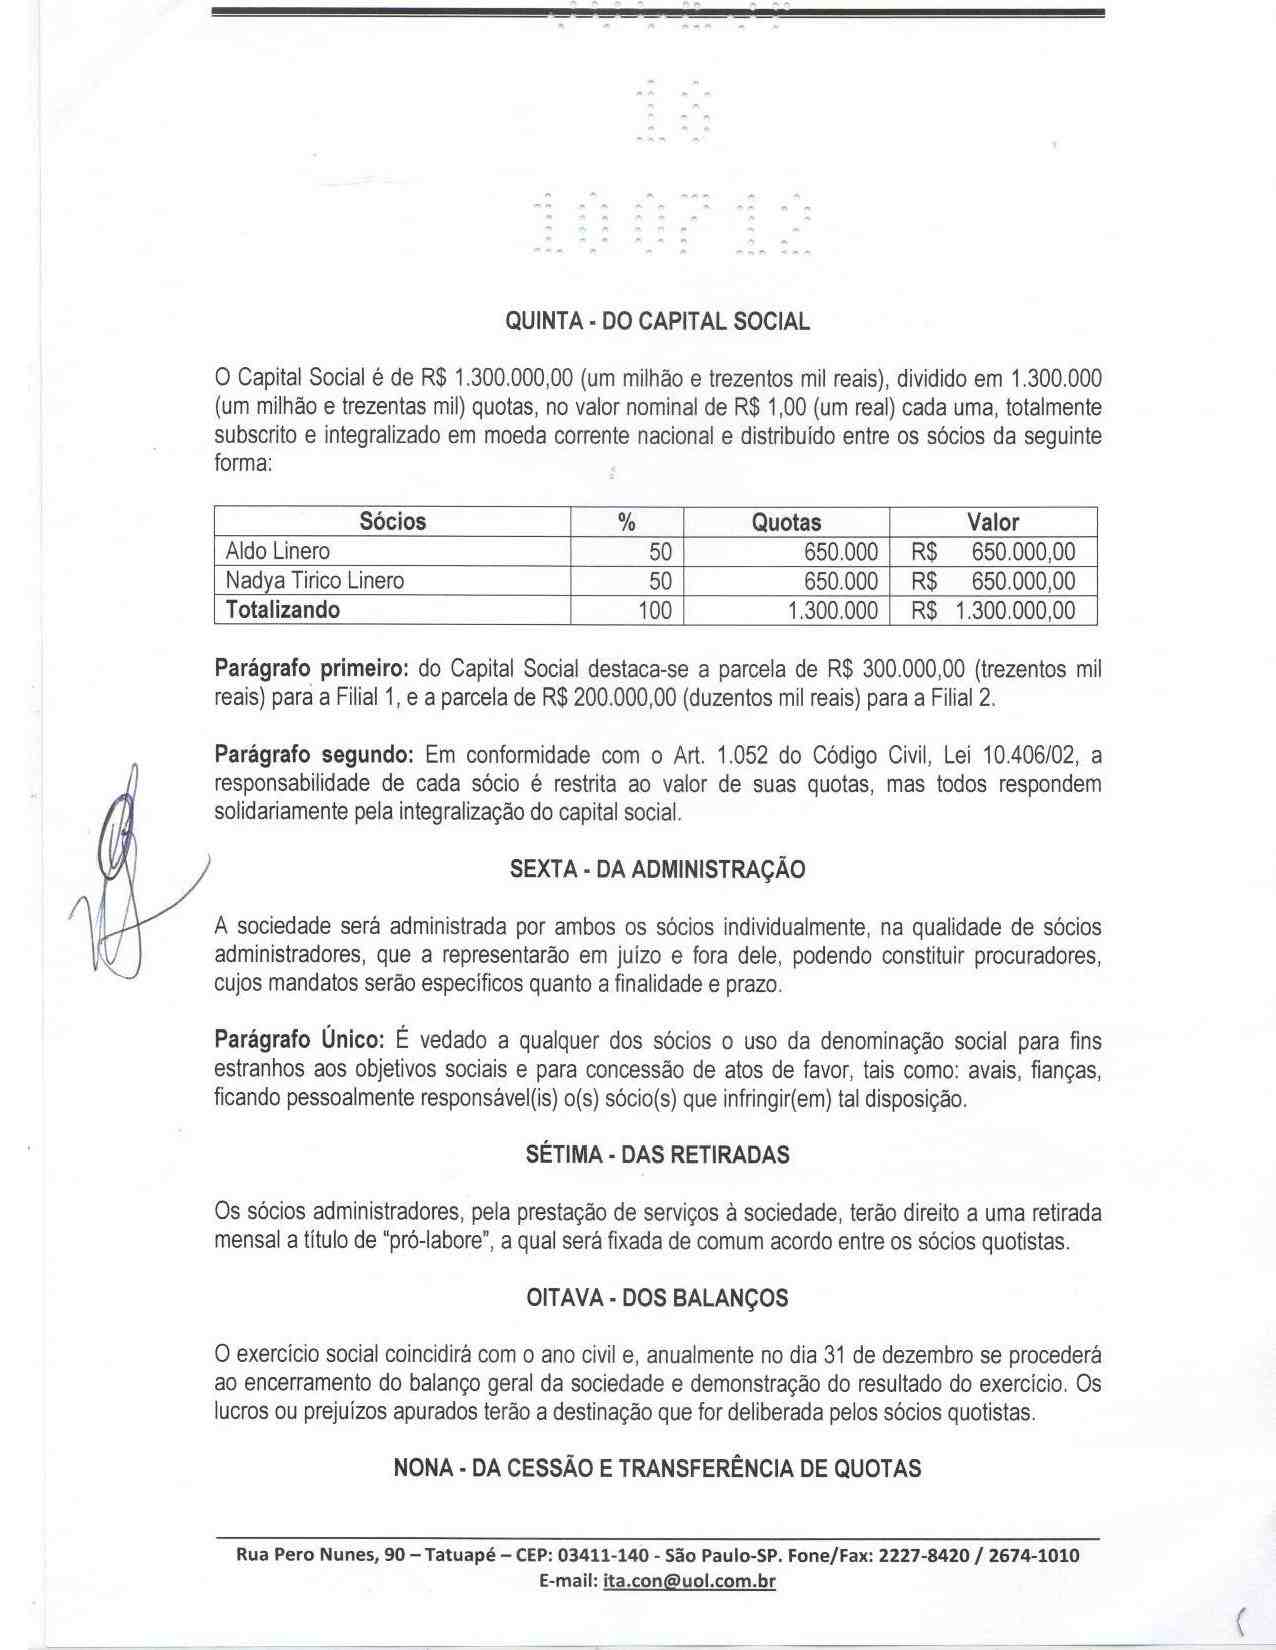 18
100712
QUINTA - DO CAPITAL SOCIAL
O Capital Social é de R$ 1.300.000,00 (um milhão e trezentos mil reais), dividido em 1.300.000
(um milhão e trezentas mil) quotas, no valor nominal de R$ 1,00 (um real) cada uma, totalmente
subscrito e integralizado em moeda corrente nacional e distribuído entre os sócios da seguinte
forma:
Sócios % Quotas Valor
Aldo Linero 50 650.000 R$ 650.000,00
Nadya Tirico Linero 50 650.000 R$ 650.000,00
Totalizando 100 1.300.000 R$ 1.300.000,00
Parágrafo primeiro: do Capital Social destaca-se a parcela de R$ 300.000,00 (trezentos mil
reais) para a Filial 1, e a parcela de R$ 200.000,00 (duzentos mil reais) para a Filial 2.
Parágrafo segundo: Em conformidade com o Art. 1.052 do Código Civil, Lei 10.406/02, a
responsabilidade de cada sócio é restrita ao valor de suas quotas, mas todos respondem
solidariamente pela integralização do capital social.
SEXTA - DA ADMINISTRAÇÃO
A sociedade será administrada por ambos os sócios individualmente, na qualidade de sócios
administradores, que a representarão em juízo e fora dele, podendo constituir procuradores,
cujos mandatos serão específicos quanto a finalidade e prazo.
Parágrafo Único: É vedado a qualquer dos sócios o uso da denominação social para fins
estranhos aos objetivos sociais e para concessão de atos de favor, tais como: avais, fianças,
ficando pessoalmente responsável(is) o(s) sócio(s) que infringir(em) tal disposição.
SÉTIMA - DAS RETIRADAS
Os sócios administradores, pela prestação de serviços à sociedade, terão direito a uma retirada
mensal a título de "pró-labore", a qual será fixada de comum acordo entre os sócios quotistas.
OITAVA - DOS BALANÇOS
O exercício social coincidirá com o ano civil e, anualmente no dia 31 de dezembro se procederá
ao encerramento do balanço geral da sociedade e demonstração do resultado do exercício. Os
lucros ou prejuízos apurados terão a destinação que for deliberada pelos sócios quotistas.
NONA - DA CESSÃO E TRANSFERÊNCIA DE QUOTAS
Rua Pero Nunes, 90 – Tatuapé – CEP: 03411-140 - São Paulo-SP. Fone/Fax: 2227-8420 / 2674-1010
E-mail: ita.con@uol.com.br